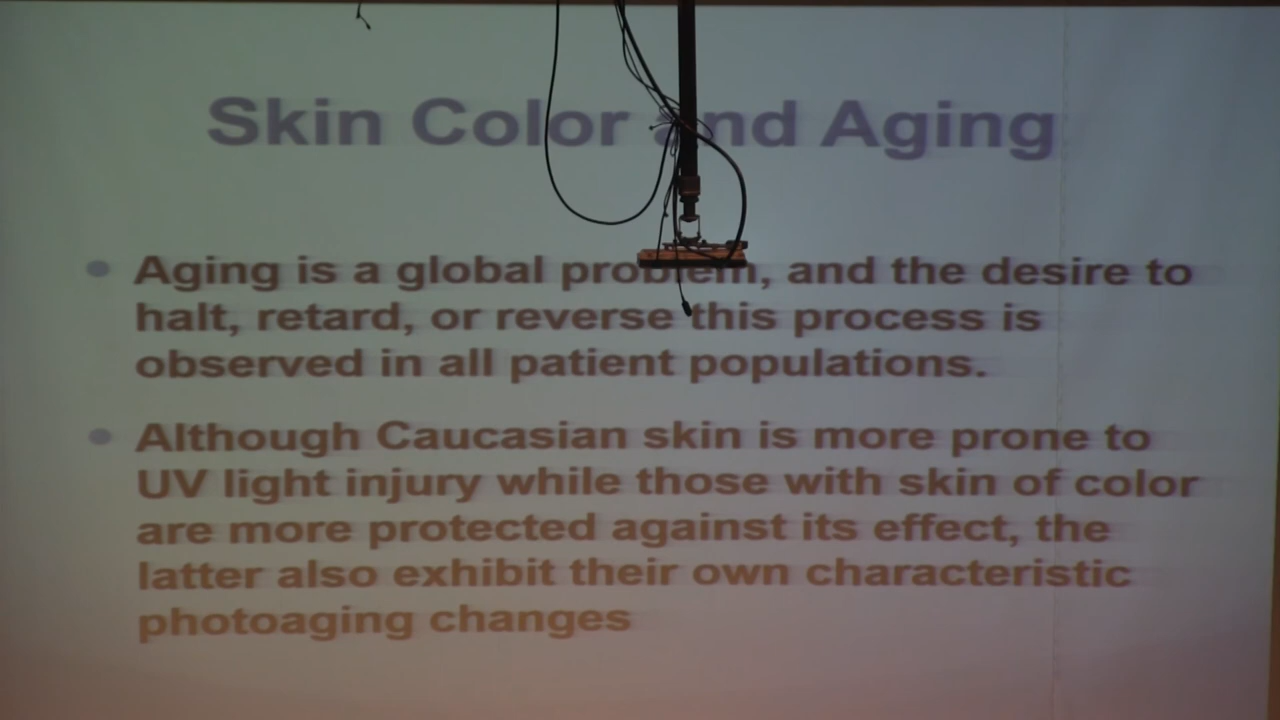 Skin Color and Aging
• Aging is a global problem, and the desire to
halt, retard, or reverse this process is
observed in all patient populations.
• Although Caucasian skin is more prone to
UV light injury while those with skin of color
are more protected against its effect, the
latter also exhibit their own characteristic
photoaging changes